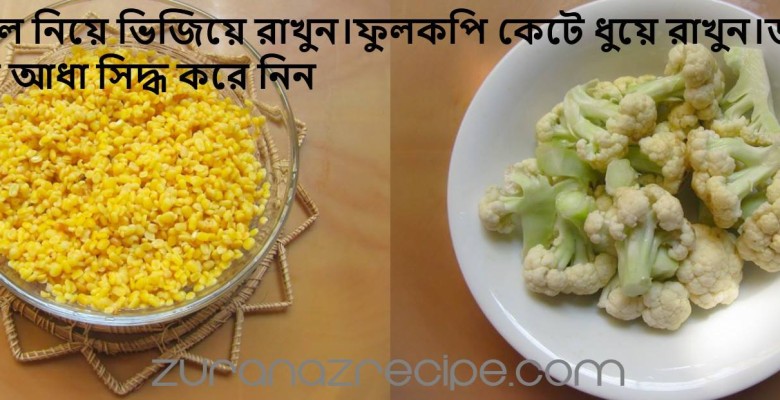 নিয়ে ভিজিয়ে রাখুন।ফুলকপি কেটে ধুয়ে রাখুন।
আধা সিদ্ধ করে নিন
zuranazrecipe.com